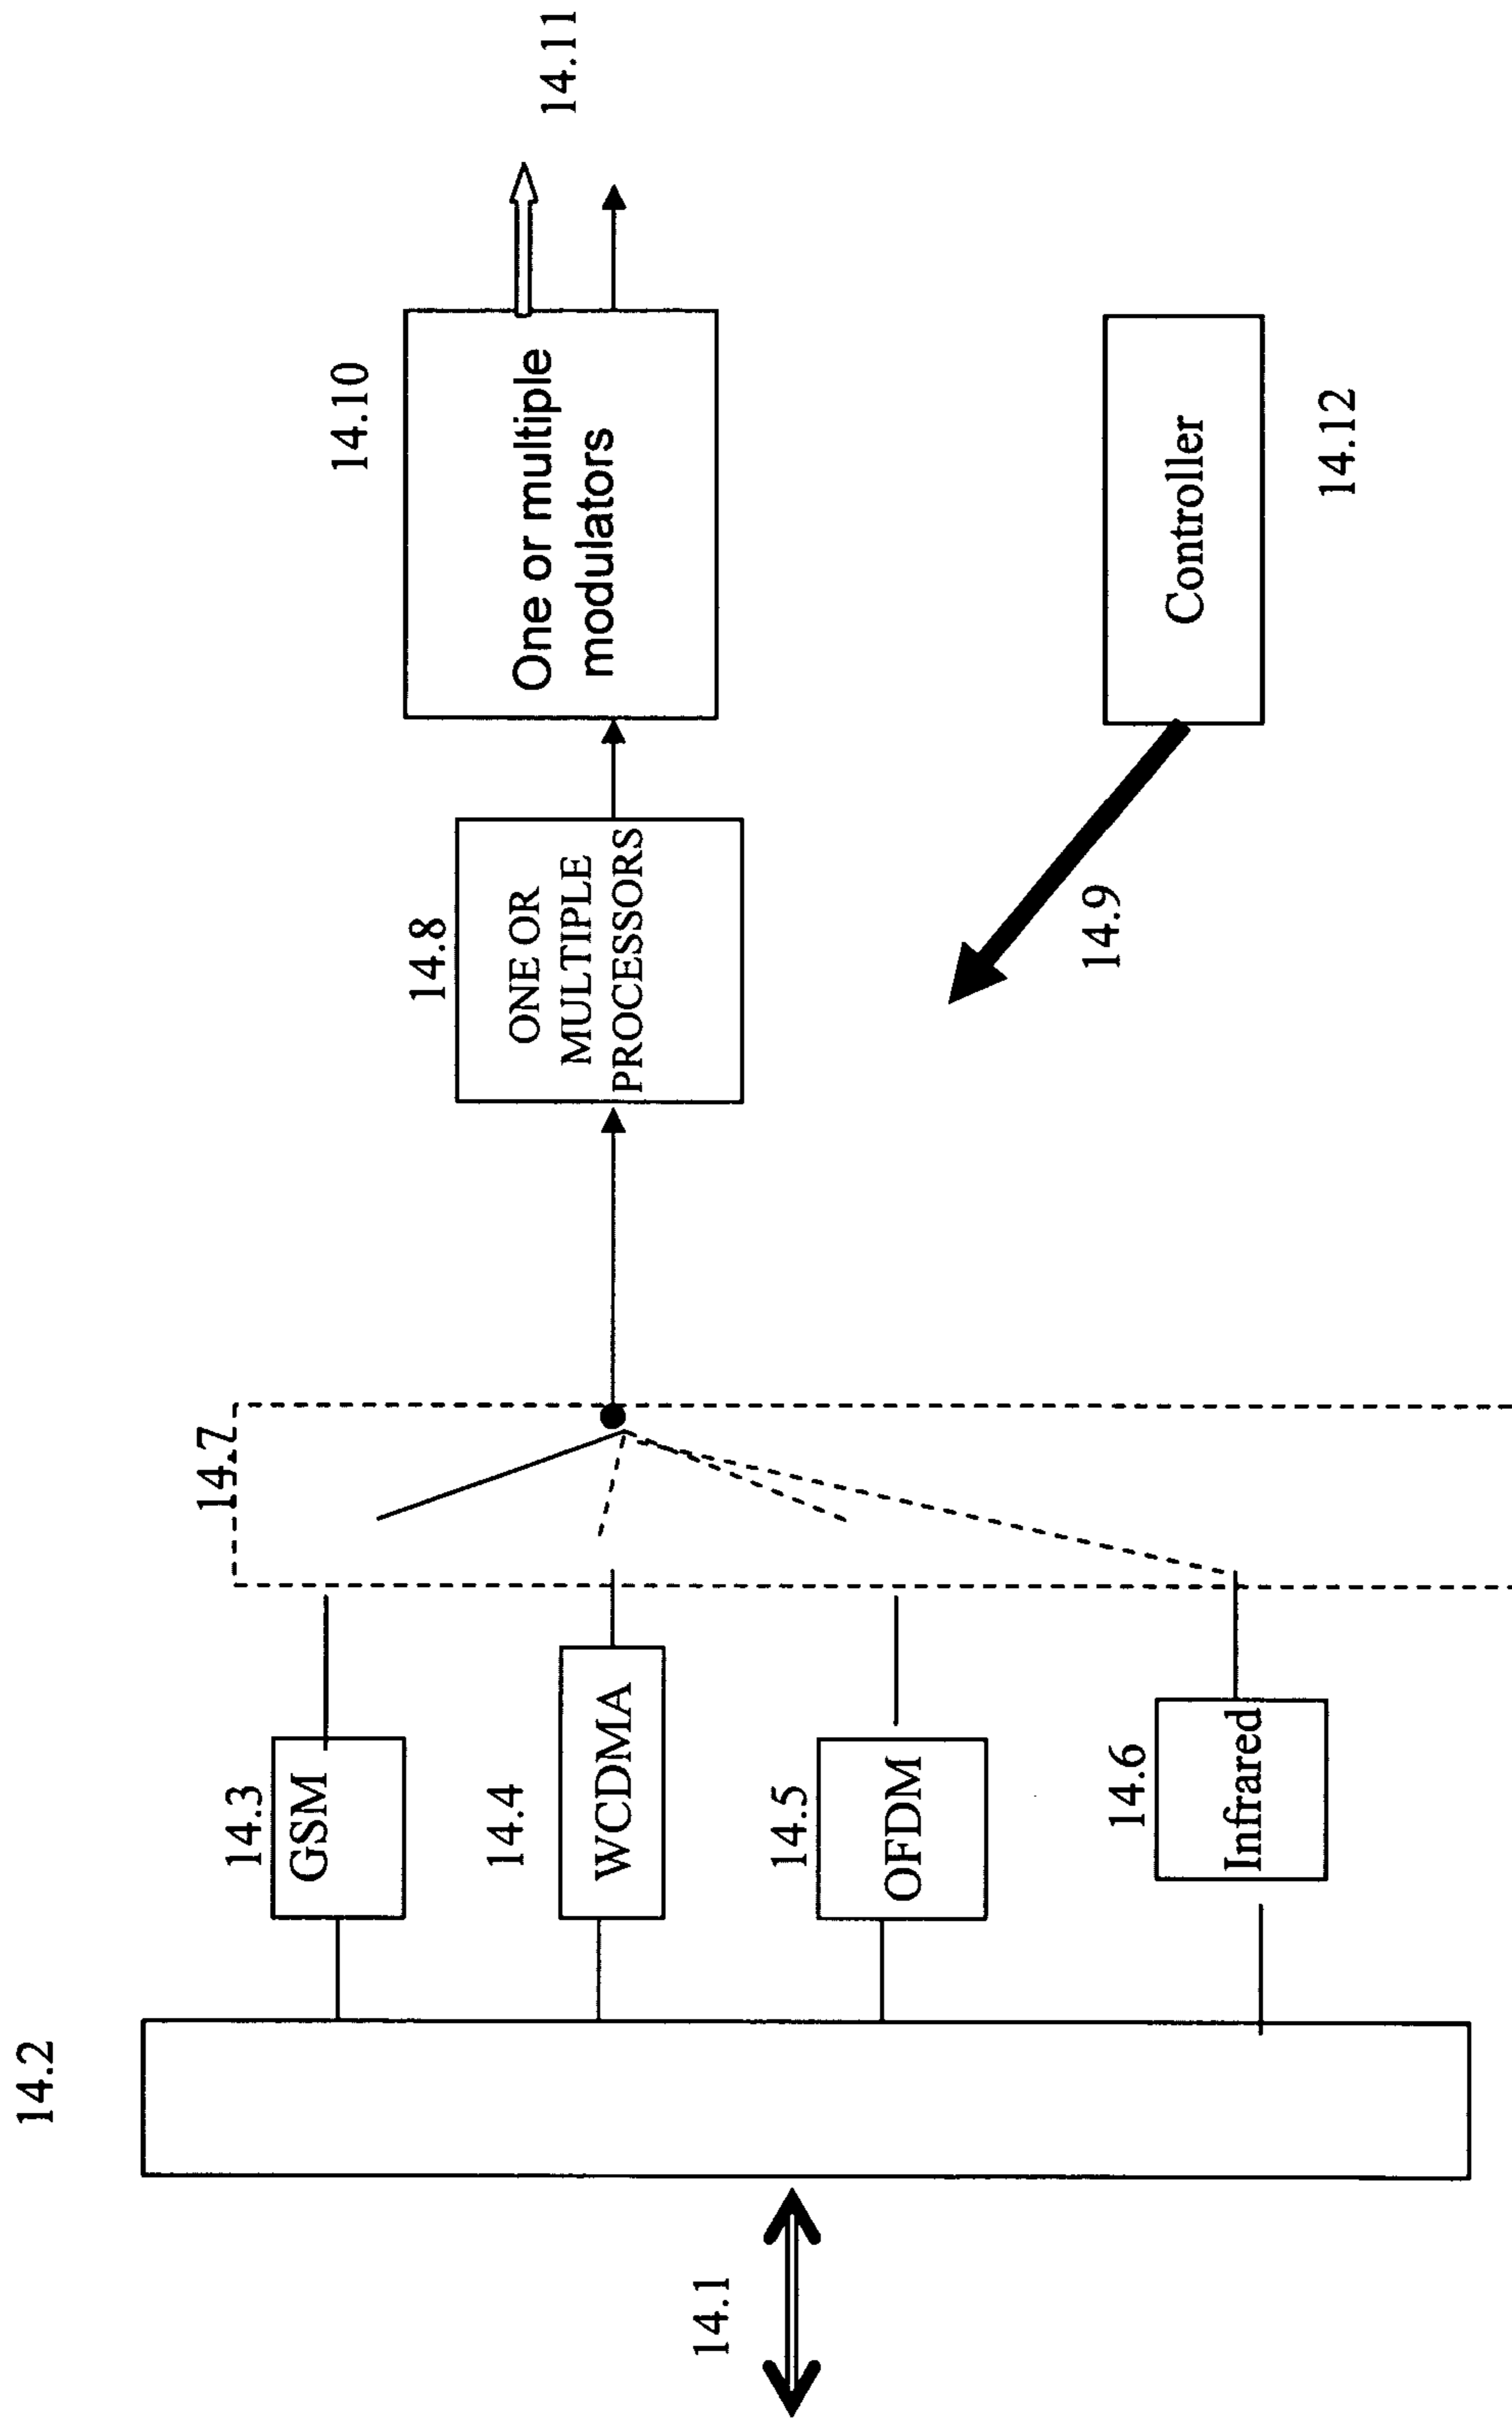 14.1
14.2
14.3
GSM
14.4
WCDMA
14.5
OFDM
14.6
Infrared
14.7
14.8
ONE OR
MULTIPLE
PROCESSORS
14.9
14.10
One or multiple
modulators
14.11
Controller
14.12